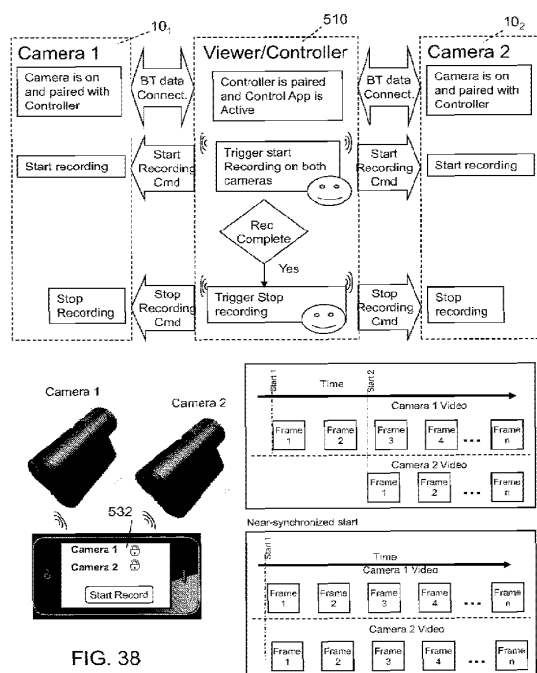 10₁
510
10₂
Camera 1
Viewer/Controller
Camera 2
Camera is on
and paired with
Controller
BT data
Connect.
Controller is paired
and Control App is
Active
BT data
Connect.
Camera is on
and paired with
Controller
Start recording
Start
Recording
Cmd
Trigger start
Recording on both
cameras
Start
Recording
Cmd
Start recording
Rec
Complete
Yes
Stop
Recording
Stop
Recording
Cmd
Trigger Stop
recording
Stop
Recording
Cmd
Stop
recording
Camera 1
Camera 2
532
Camera 1
Camera 2
Start Record
FIG. 38
Start 1
Time
Start 2
Camera 1 Video
Frame
1
Frame
2
Frame
3
Frame
4
...
Frame
n
Camera 2 Video
Frame
1
Frame
2
...
Frame
n
Near-synchronized start
Start 1
Time
Camera 1 Video
Frame
1
Frame
2
Frame
3
Frame
4
...
Frame
n
Camera 2 Video
Frame
1
Frame
2
Frame
3
Frame
4
...
Frame
n